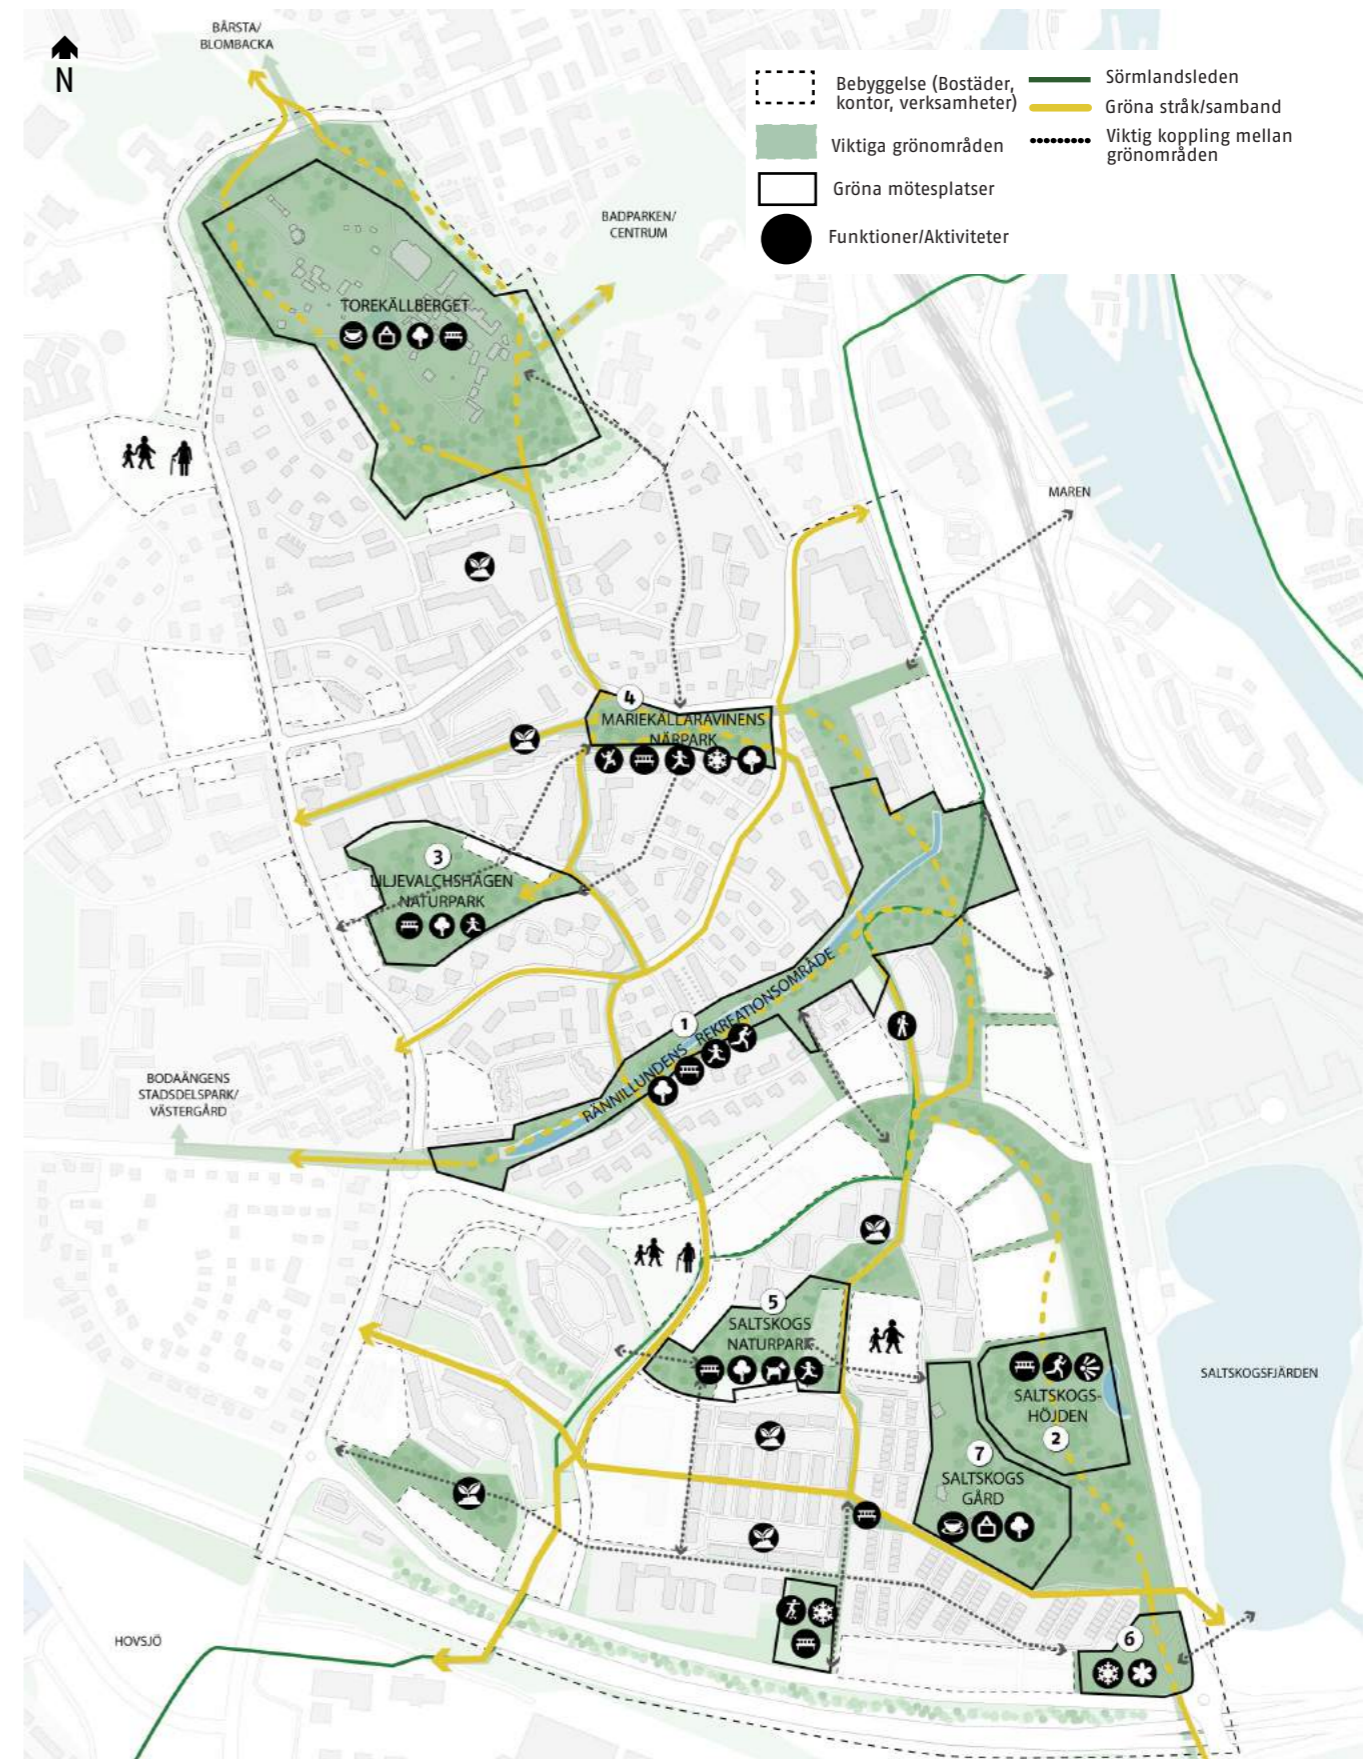 BÅRSTA/
BLOMBACKA
N
Bebyggelse (Bostäder,
kontor, verksamheter)
Viktiga grönområden
Gröna mötesplatser
Funktioner/Aktiviteter
Sörmlandsleden
Gröna stråk/samband
Viktig koppling mellan
grönområden
BADPARKEN/
CENTRUM
TOREKÄLLBERGET
MAREN
4
MARIEKÄLLARAVINENS
NÄRPARK
3
LILJEVALCHSHAGEN
NATURPARK
1
RÄNNILLUNDENS REKREATIONSOMRÅDE
BODAÄNGENS
STADSDELSPARK/
VÄSTERGÅRD
5
SALTSKOGS
NATURPARK
SALTSKOGSFJÄRDEN
SALTSKOGS-
HÖJDEN
2
7
SALTSKOGS
GÅRD
6
HOVSJÖ